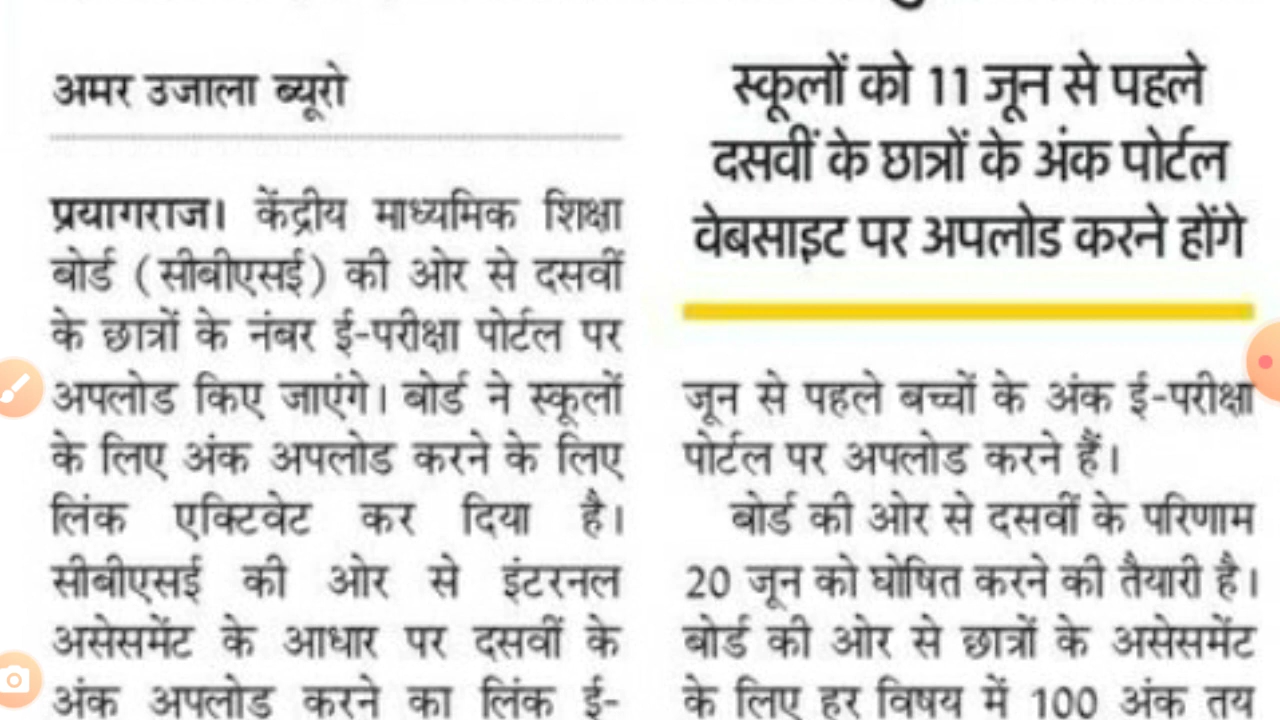 अमर उजाला ब्यूरो
प्रयागराज। केंद्रीय माध्यमिक शिक्षा
बोर्ड (सीबीएसई) की ओर से दसवीं
के छात्रों के नंबर ई-परीक्षा पोर्टल पर
अपलोड किए जाएंगे। बोर्ड ने स्कूलों
के लिए अंक अपलोड करने के लिए
लिंक एक्टिवेट कर दिया है।
सीबीएसई की ओर से इंटरनल
असेसमेंट के आधार पर दसवीं के
अंक अपलोड करने का लिंक ई-
स्कूलों को 11 जून से पहले
दसवीं के छात्रों के अंक पोर्टल
वेबसाइट पर अपलोड करने होंगे
जून से पहले बच्चों के अंक ई-परीक्षा
पोर्टल पर अपलोड करने हैं।
बोर्ड की ओर से दसवीं के परिणाम
20 जून को घोषित करने की तैयारी है।
बोर्ड की ओर से छात्रों के असेसमेंट
के लिए हर विषय में 100 अंक तय